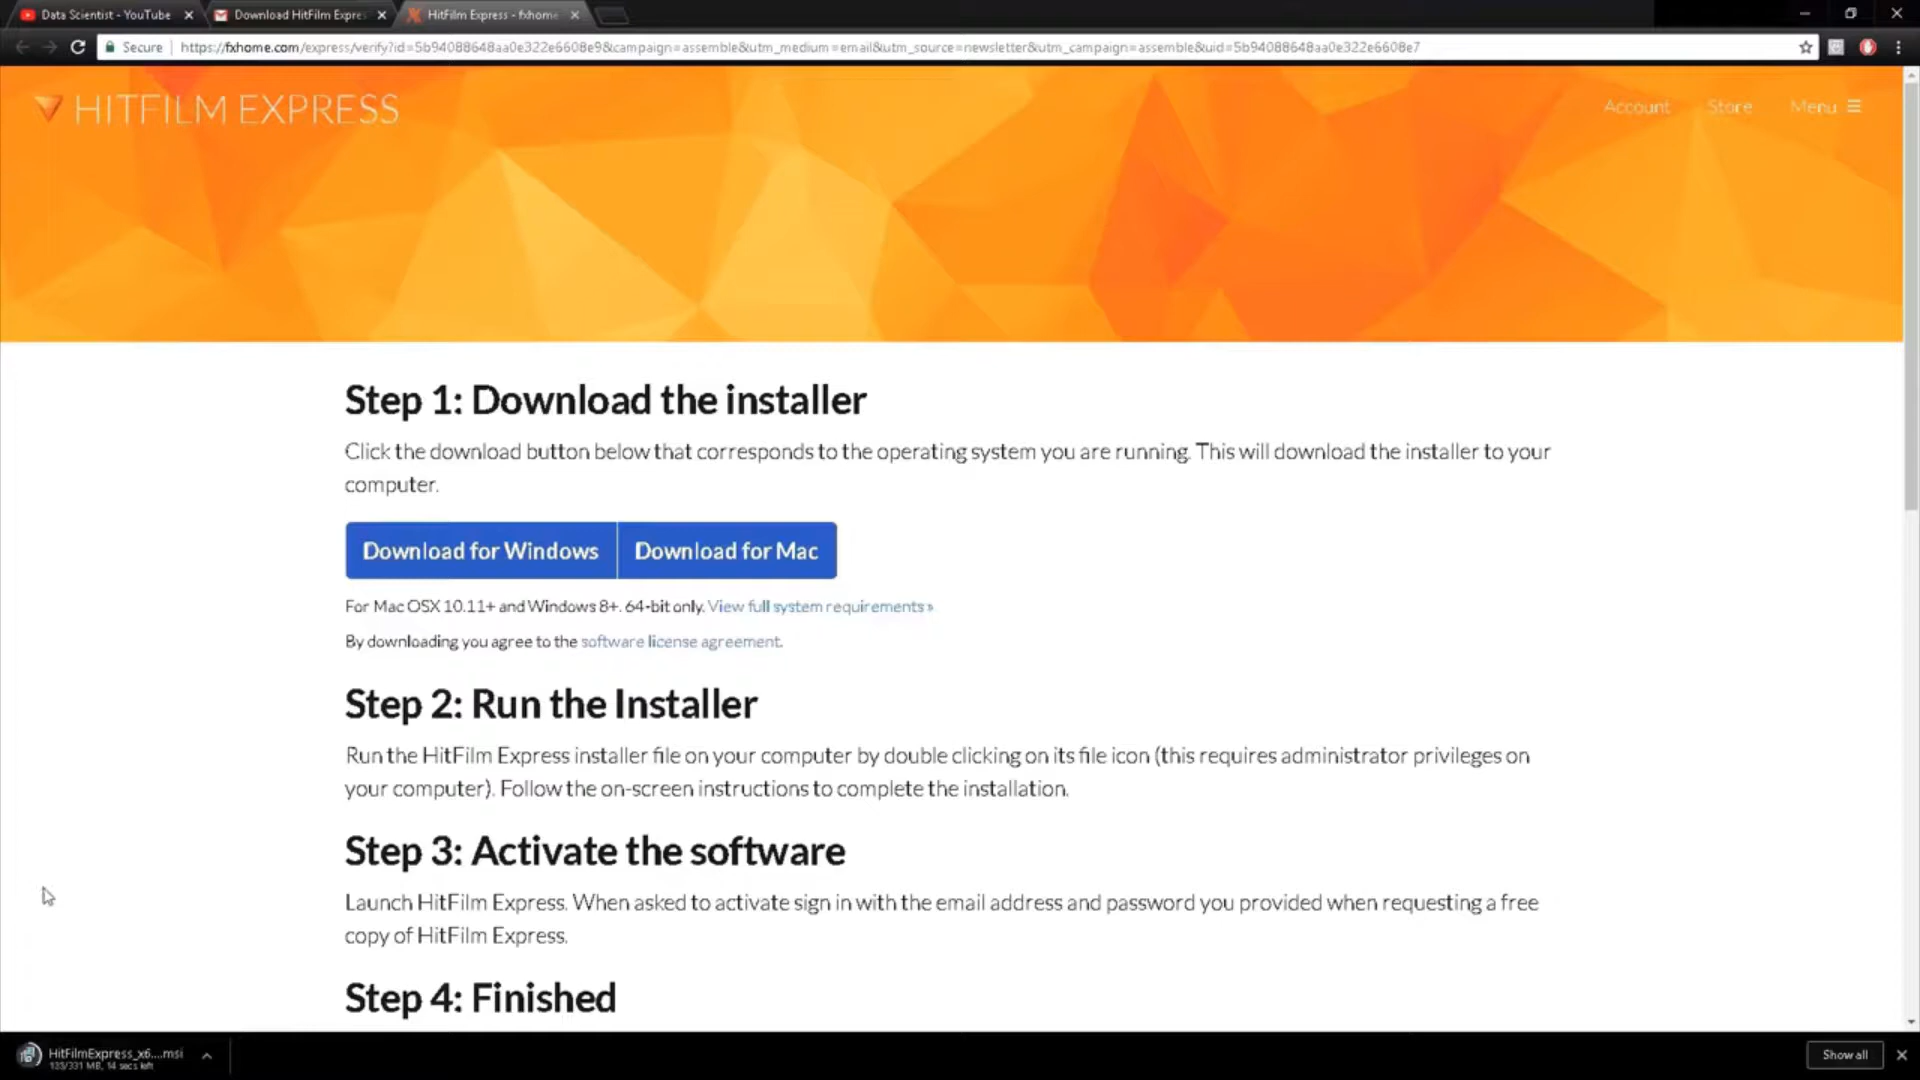 Data Scientist - YouTube
Download HitFilm Expres
HitFilm Express - fxhome
Secure
https://fxhome.com/express/verify?id=5b94088648aa0e322e6608e9&campaign=assemble&utm_medium=email&utm_source=newsletter&utm_campaign=assemble&uid=5b94088648aa0e322e6608e7
HITFILM EXPRESS
Account
Store
Menu
Step 1: Download the installer
Click the download button below that corresponds to the operating system you are running. This will download the installer to your
computer.
Download for Windows
Download for Mac
For Mac OSX 10.11+ and Windows 8+. 64-bit only. View full system requirements »
By downloading you agree to the software license agreement.
Step 2: Run the Installer
Run the HitFilm Express installer file on your computer by double clicking on its file icon (this requires administrator privileges on
your computer). Follow the on-screen instructions to complete the installation.
Step 3: Activate the software
Launch HitFilm Express. When asked to activate sign in with the email address and password you provided when requesting a free
copy of HitFilm Express.
Step 4: Finished
HitFilmExpress_x6....msi
135/331 MB, 14 secs left
Show all